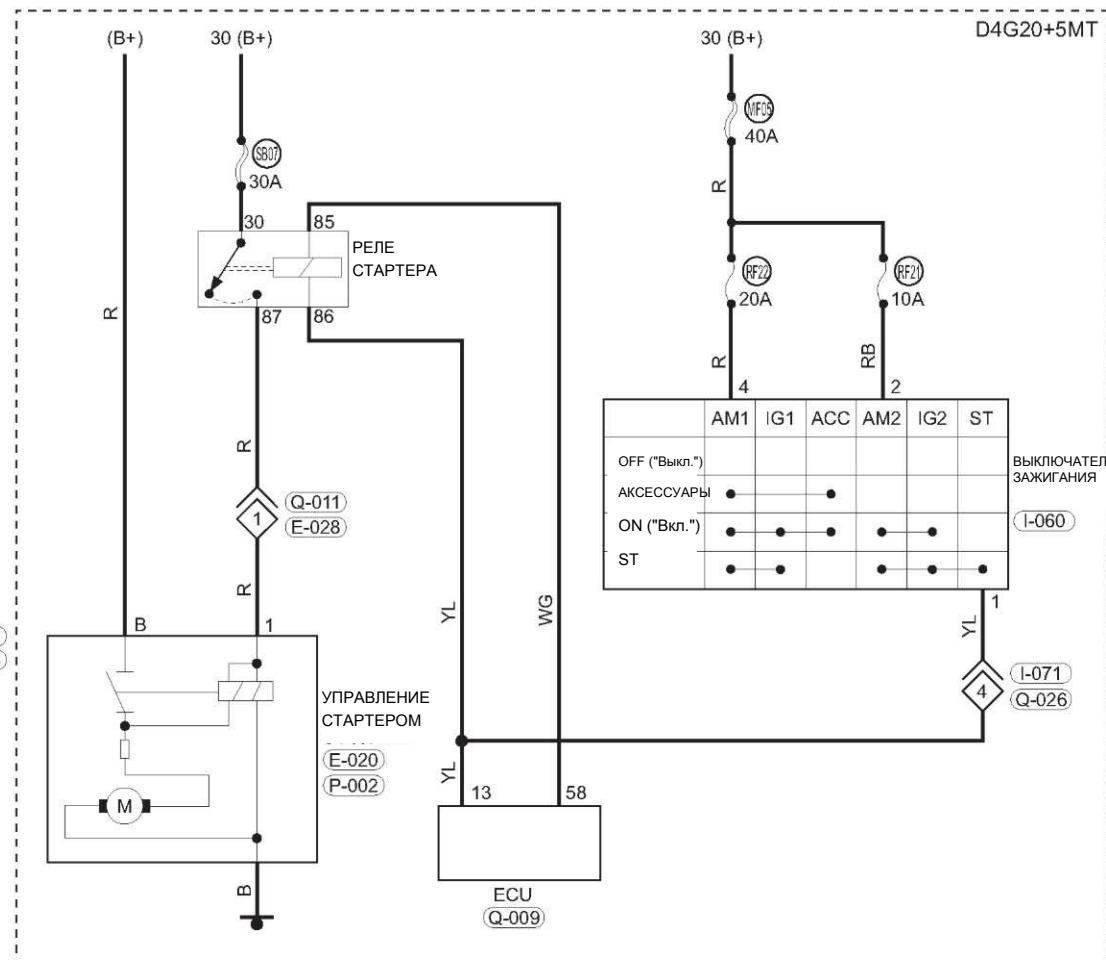 D4G20+5MT
(B+)
30 (B+)
30 (B+)
MF05
40A
SB07
30A
R
30
85
РЕЛЕ
СТАРТЕРА
RF22
20A
RF21
10A
R
87
86
R
RB
4
2
AM1 IG1 ACC AM2 IG2 ST
OFF ("Выкл.")
АКСЕССУАРЫ
ON ("Вкл.")
ST
ВЫКЛЮЧАТЕЛ
ЗАЖИГАНИЯ
I-060
R
Q-011
1
E-028
R
YL
WG
1
YL
B
1
I-071
4
Q-026
УПРАВЛЕНИЕ
СТАРТЕРОМ
E-020
P-002
M
YL
13
58
B
ECU
Q-009